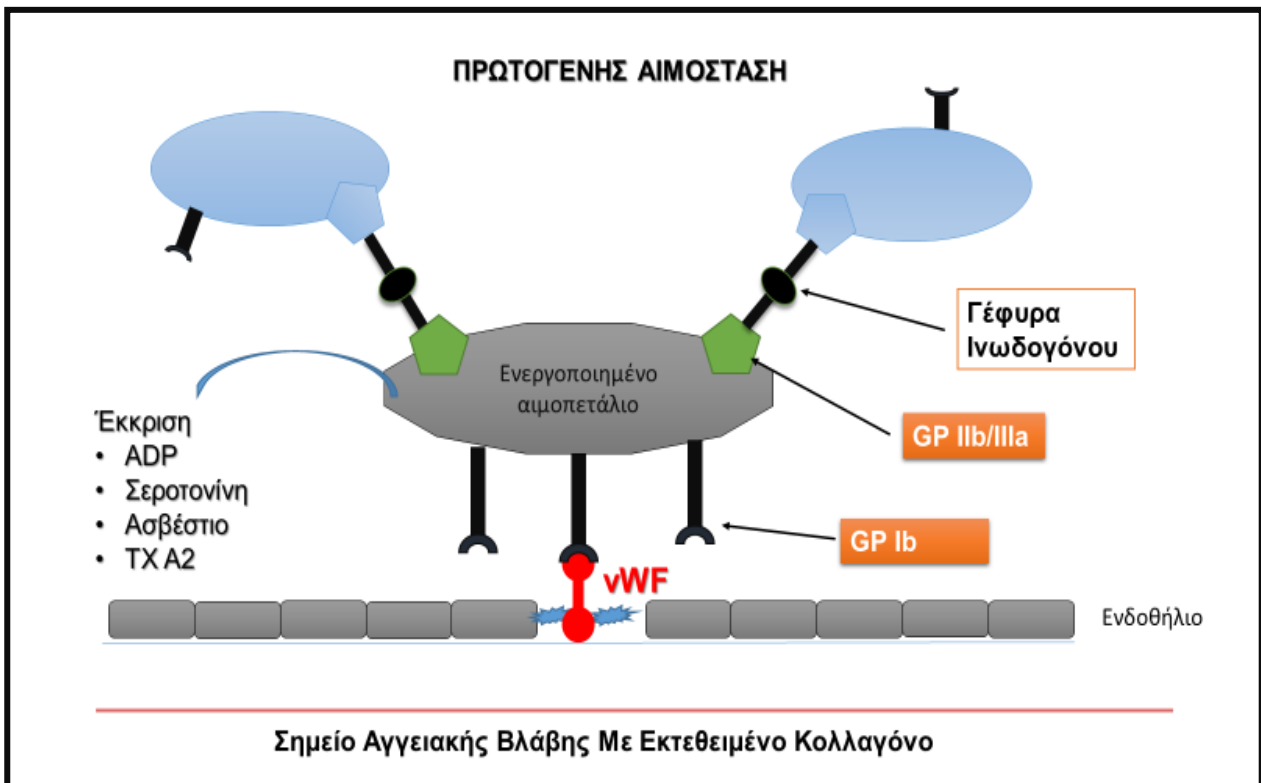 ΠΡΩΤΟΓΕΝΗΣ ΑΙΜΟΣΤΑΣΗ
Γέφυρα
Ινωδογόνου
Ενεργοποιημένο
αιμοπετάλιο
GP IIb/IIIa
Έκκριση
• ADP
• Σεροτονίνη
• Ασβέστιο
• TX A2
GP Ib
vWF
Ενδοθήλιο
Σημείο Αγγειακής Βλάβης Με Εκτεθειμένο Κολλαγόνο